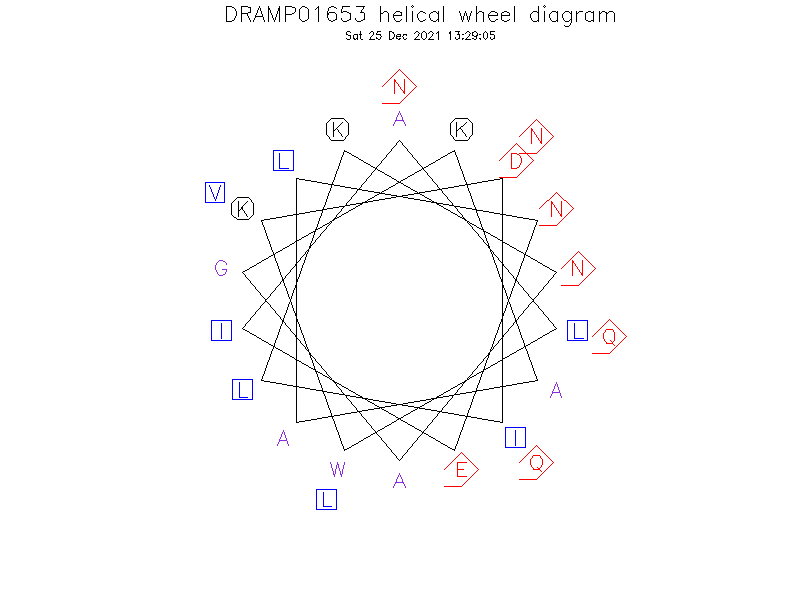 DRAMP01653 helical wheel diagram
Sat 25 Dec 2021 13:29:05
N
A
K K
N
L D
V
K N
G N
I L Q
L A
A I
W A E Q
L